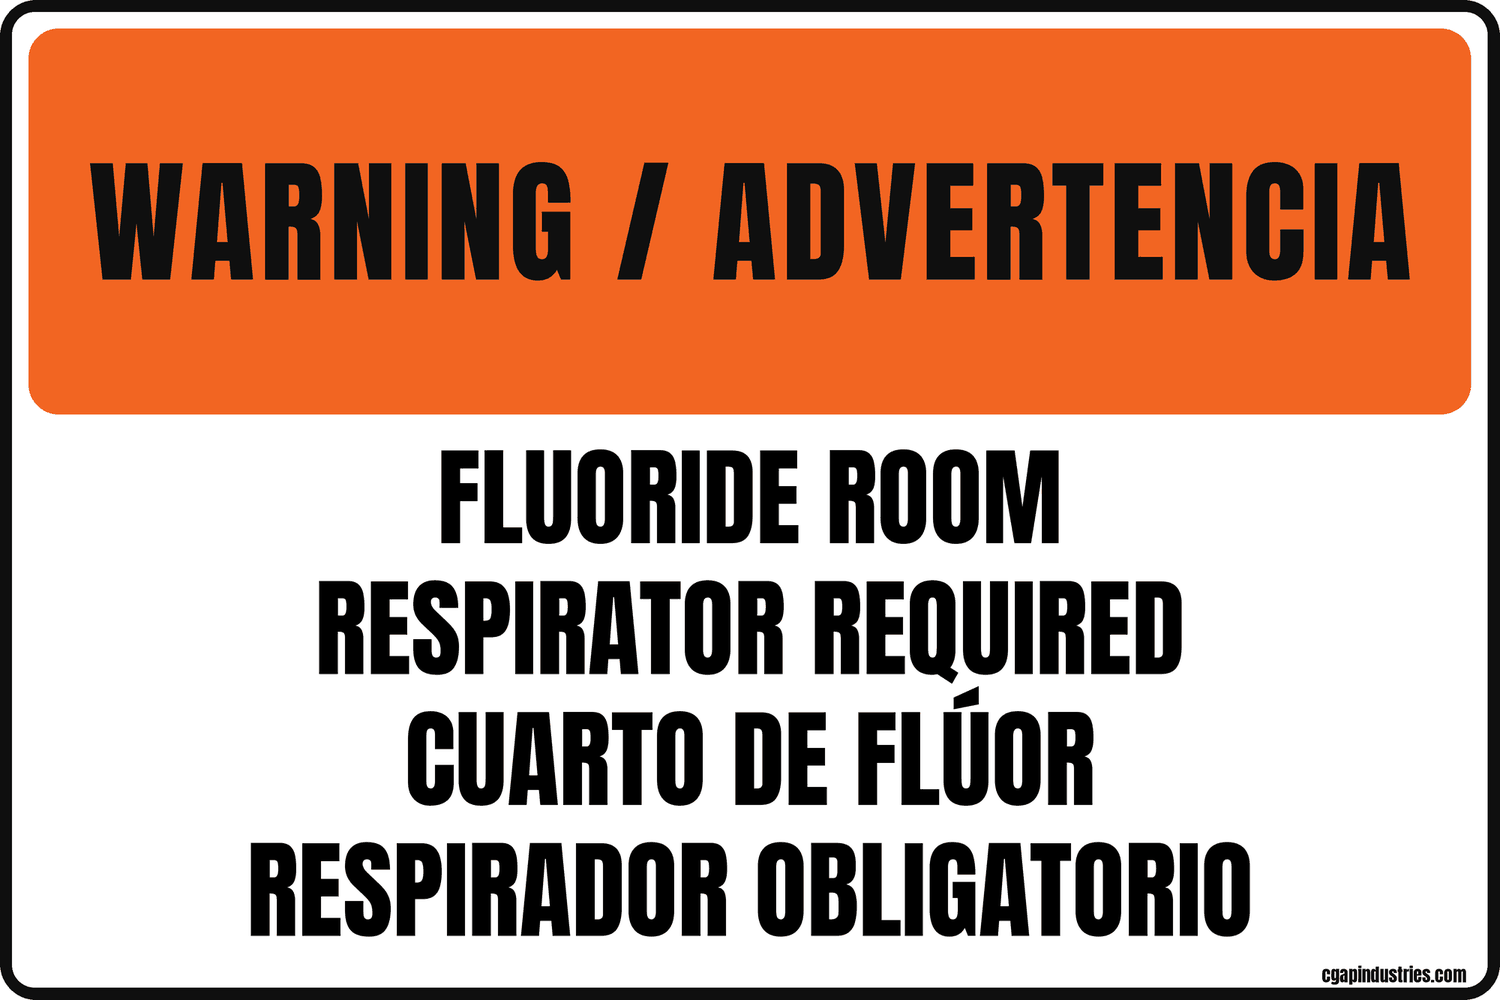 WARNING / ADVERTENCIA
FLUORIDE ROOM
RESPIRATOR REQUIRED
CUARTO DE FLÚOR
RESPIRADOR OBLIGATORIO
cgapindustries.com